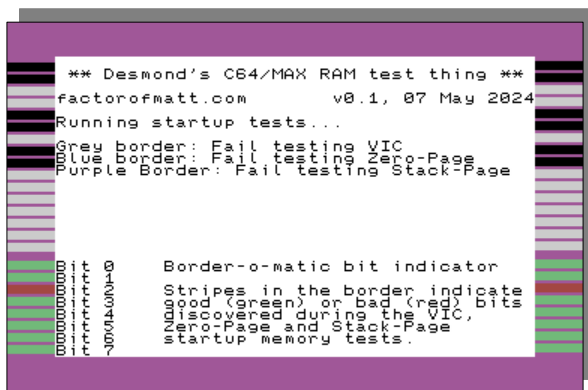 ** Desmond's C64/MAX RAM test thing **
factorofmatt.com v0.1, 07 May 2024
Running startup tests...
Grey border: Fail testing VIC
Blue border: Fail testing Zero-Page
Purple Border: Fail testing Stack-Page
Bit 0 Border-o-matic bit indicator
Bit 1
Bit 2 Stripes in the border indicate
Bit 3 good (green) or bad (red) bits
Bit 4 discovered during the VIC,
Bit 5 Zero-Page and Stack-Page
Bit 6 startup memory tests.
Bit 7